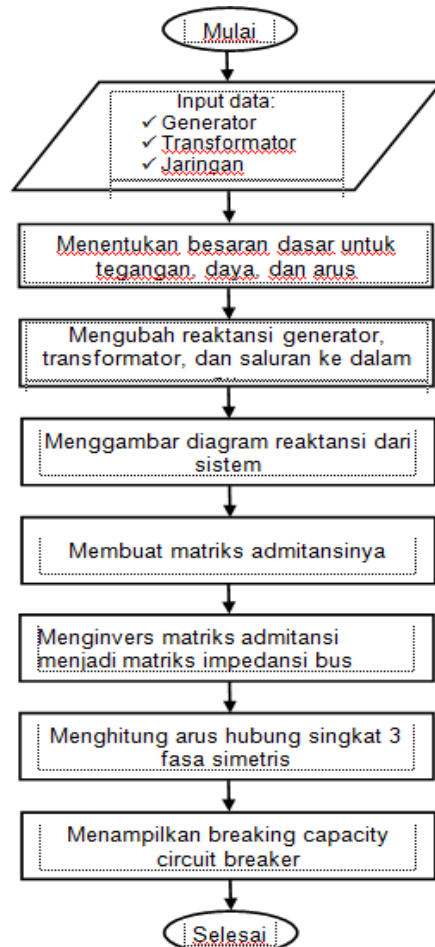 Mulai
Input data:
✓ Generator
✓ Transformator
✓ Jaringan
Menentukan besaran dasar untuk
tegangan, daya, dan arus
Mengubah reaktansi generator,
transformator, dan saluran ke dalam
Menggambar diagram reaktansi dari
sistem
Membuat matriks admitansinya
Menginvers matriks admitansi
menjadi matriks impedansi bus
Menghitung arus hubung singkat 3
fasa simetris
Menampilkan breaking capacity
circuit breaker
Selesai